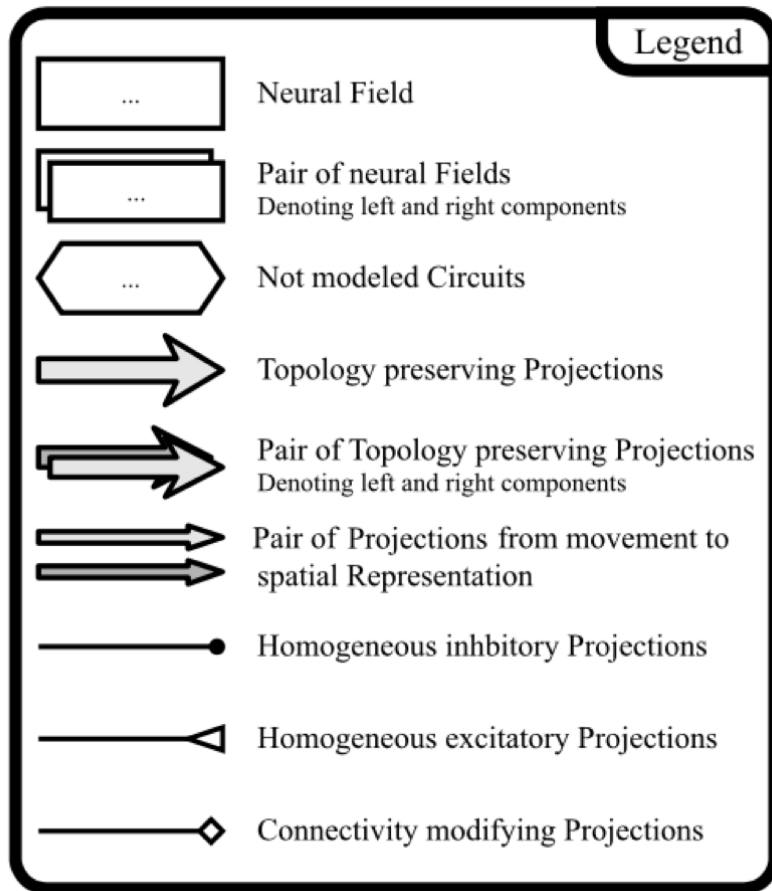 Legend
...
Neural Field
...
Pair of neural Fields
Denoting left and right components
...
Not modeled Circuits
Topology preserving Projections
Pair of Topology preserving Projections
Denoting left and right components
Pair of Projections from movement to
spatial Representation
Homogeneous inhbitory Projections
Homogeneous excitatory Projections
Connectivity modifying Projections